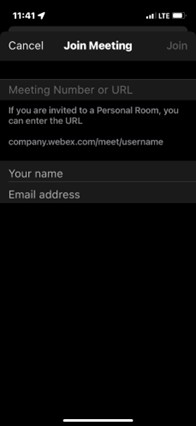 11:41 LTE
Cancel Join Meeting Join
Meeting Number or URL
If you are invited to a Personal Room, you
can enter the URL
company.webex.com/meet/username
Your name
Email address